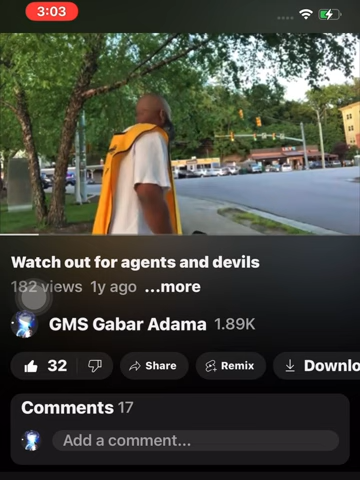 3:03
Watch out for agents and devils
182 views 1y ago ...more
GMS Gabar Adama 1.89K
32 Share Remix Downlo
Comments 17
Add a comment...